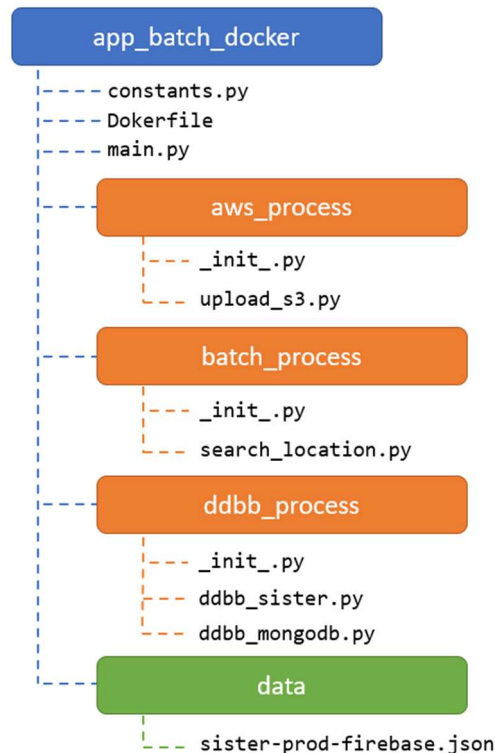 app_batch_docker
constants.py
Dokerfile
main.py
aws_process
_init_.py
upload_s3.py
batch_process
_init_.py
search_location.py
ddbb_process
_init_.py
ddbb_sister.py
ddbb_mongodb.py
data
sister-prod-firebase.json